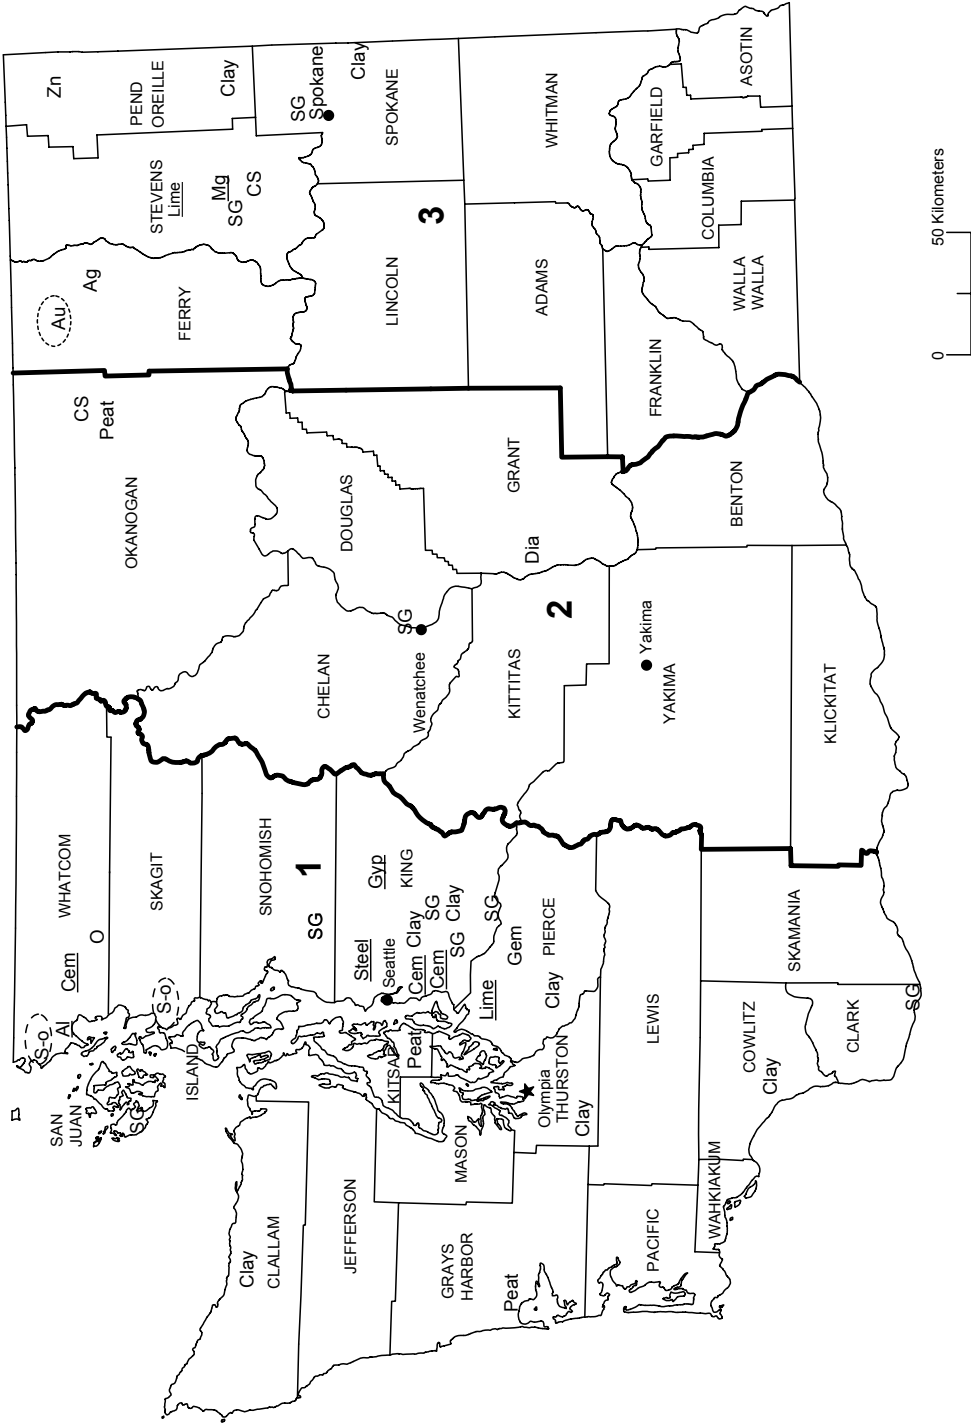 SAN
JUAN
SG
S-o
Al
Cem
O
WHATCOM
S-o
SKAGIT
ISLAND
SNOHOMISH
1
SG
Clay
CLALLAM
JEFFERSON
KITSAP
Peat
Steel
Seattle
Gyp
KING
Cem Clay
Cem SG
SG Clay
SG
MASON
GRAYS
HARBOR
Peat
Lime
Gem
PIERCE
Clay
Olympia
THURSTON
Clay
PACIFIC
LEWIS
WAHKIAKUM
COWLITZ
Clay
SKAMANIA
CLARK
SG
OKANOGAN
CS
Peat
CHELAN
DOUGLAS
SG
Wenatchee
GRANT
Dia
KITTITAS
2
Yakima
YAKIMA
BENTON
KLICKITAT
Au
Ag
FERRY
STEVENS
Lime
Mg
SG
CS
Zn
PEND
OREILLE
Clay
SG
Spokane
Clay
SPOKANE
LINCOLN
3
ADAMS
WHITMAN
FRANKLIN
WALLA
WALLA
COLUMBIA
GARFIELD
ASOTIN
0
50 Kilometers